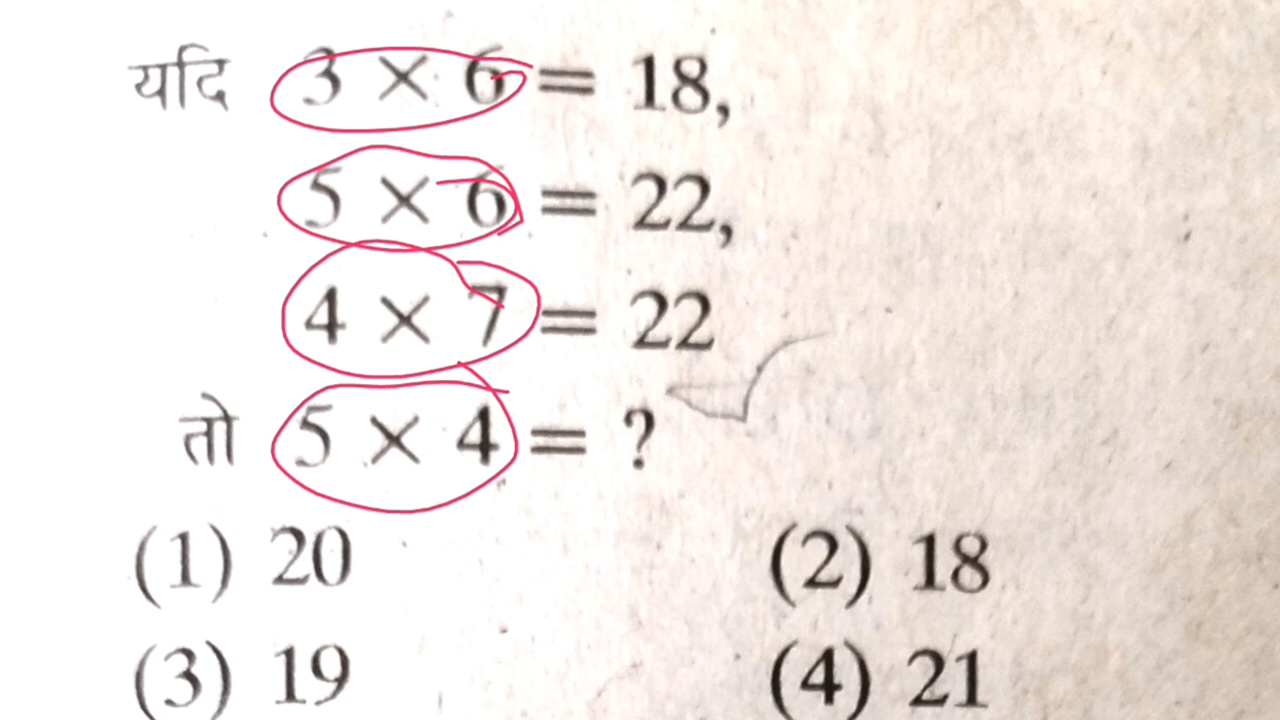 यदि 3 × 6 = 18,
5 × 6 = 22,
4 × 7 = 22
तो 5 × 4 = ?
(1) 20 (2) 18
(3) 19 (4) 21